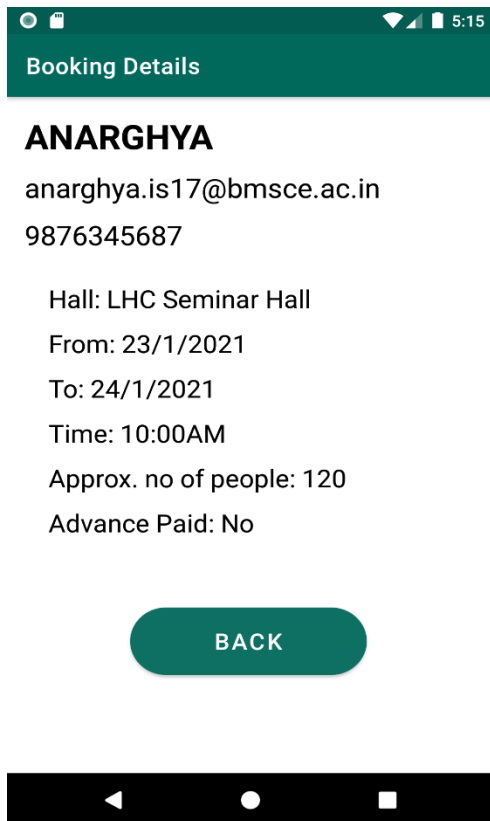 5:15
Booking Details
ANARGHYA
anarghya.is17@bmsce.ac.in
9876345687
Hall: LHC Seminar Hall
From: 23/1/2021
To: 24/1/2021
Time: 10:00AM
Approx. no of people: 120
Advance Paid: No
BACK